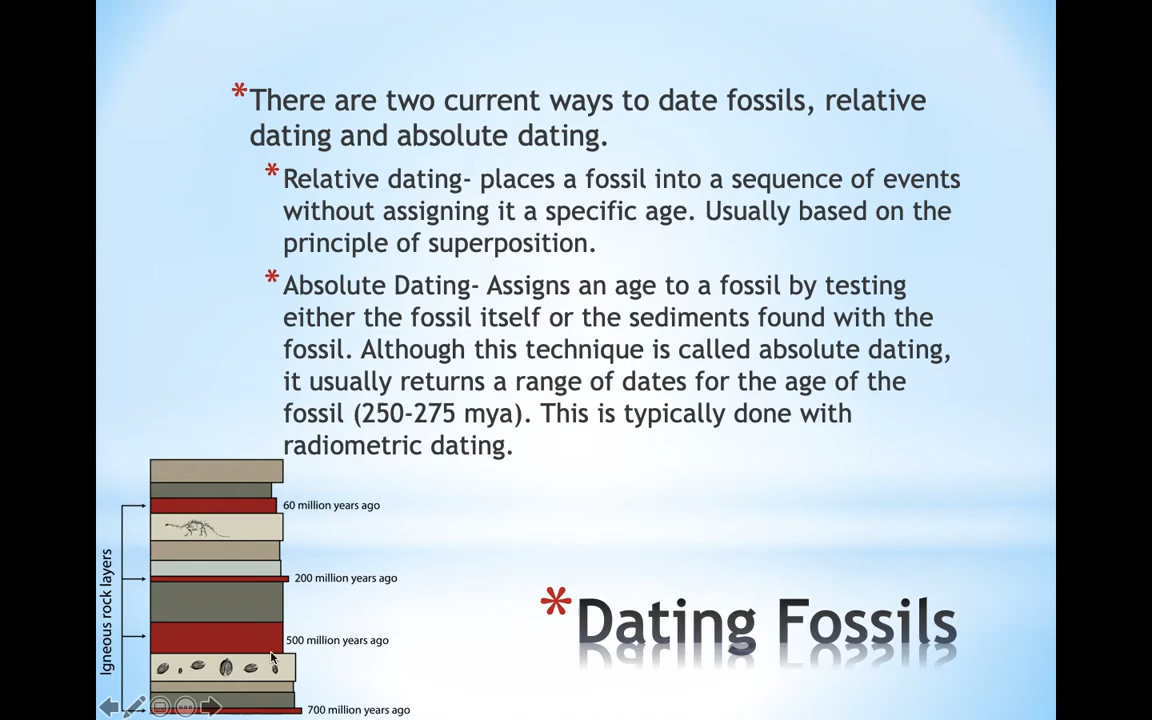 *There are two current ways to date fossils, relative
dating and absolute dating.
*Relative dating- places a fossil into a sequence of events
without assigning it a specific age. Usually based on the
principle of superposition.
*Absolute Dating- Assigns an age to a fossil by testing
either the fossil itself or the sediments found with the
fossil. Although this technique is called absolute dating,
it usually returns a range of dates for the age of the
fossil (250-275 mya). This is typically done with
radiometric dating.
60 million years ago
200 million years ago
500 million years ago
700 million years ago
Igneous rock layers
*Dating Fossils